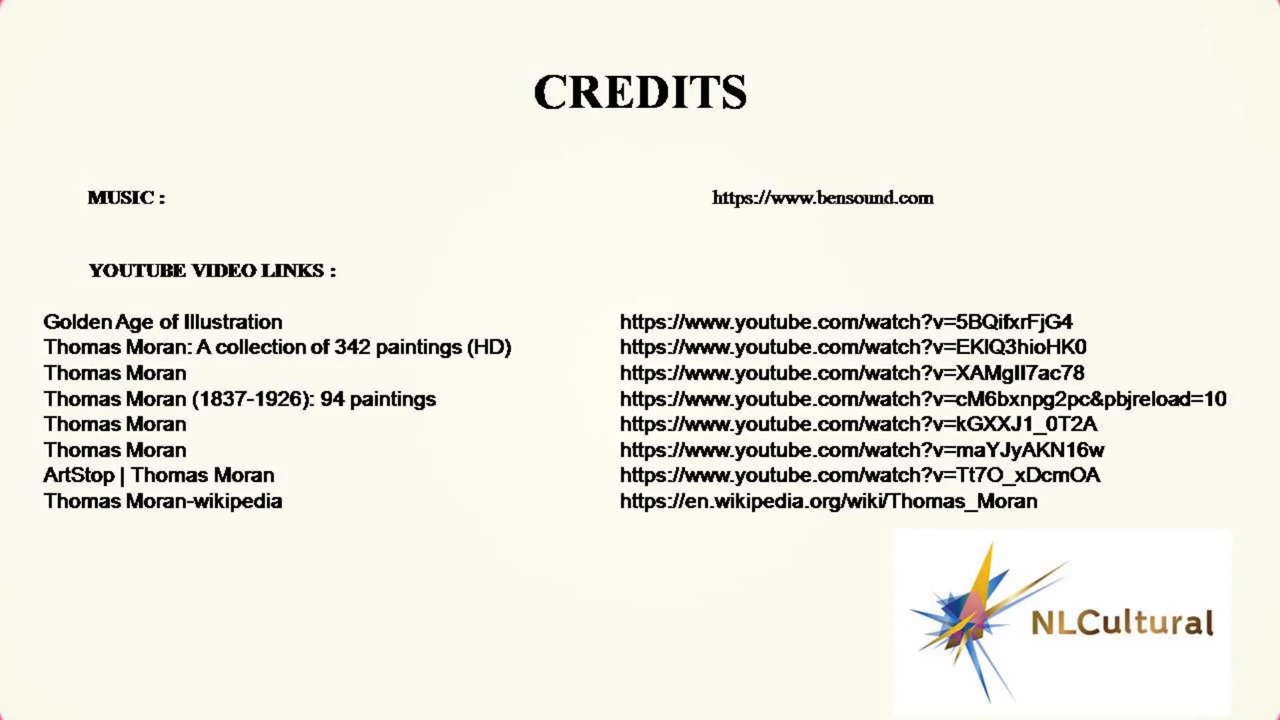 CREDITS
MUSIC : https://www.bensound.com
YOUTUBE VIDEO LINKS :
Golden Age of Illustration https://www.youtube.com/watch?v=5BQifxrFjG4
Thomas Moran: A collection of 342 paintings (HD) https://www.youtube.com/watch?v=EKlQ3hioHK0
Thomas Moran https://www.youtube.com/watch?v=XAMgII7ac78
Thomas Moran (1837-1926): 94 paintings https://www.youtube.com/watch?v=cM6bxnpg2pc&pbjreload=10
Thomas Moran https://www.youtube.com/watch?v=kGXXJ1_0T2A
Thomas Moran https://www.youtube.com/watch?v=maYJyAKN16w
ArtStop | Thomas Moran https://www.youtube.com/watch?v=Tt7O_xDcmOA
Thomas Moran-wikipedia https://en.wikipedia.org/wiki/Thomas_Moran
NLCultural